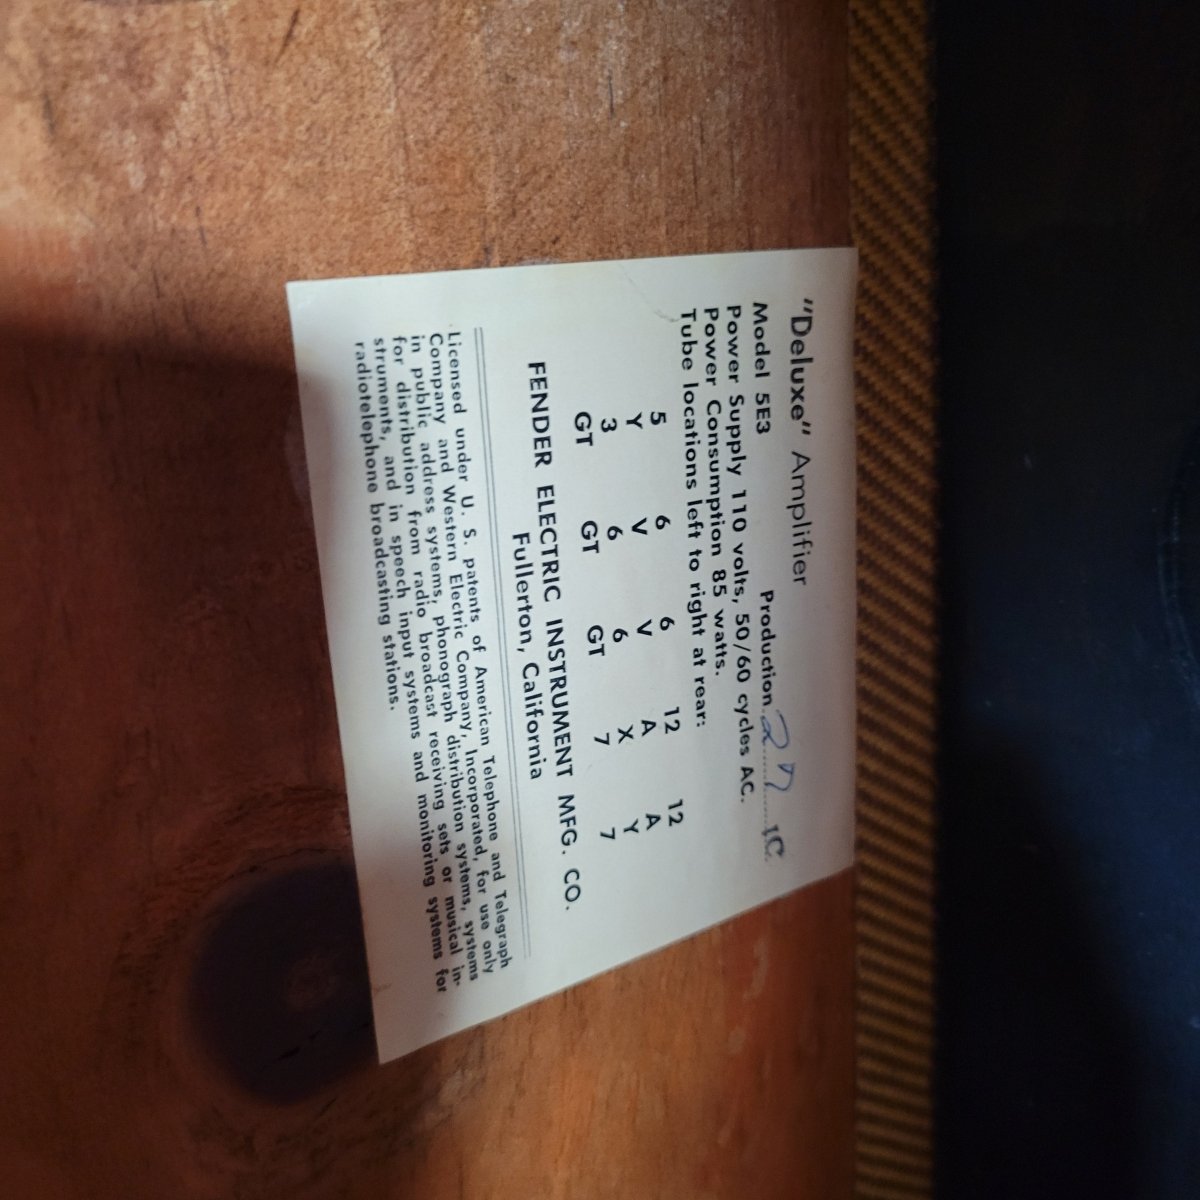 "Deluxe" Amplifier
Model 5E3 Production 27 IC
Power Supply 110 volts, 50/60 cycles AC.
Power Consumption 85 watts.
Tube locations left to right at rear:
5 6 6 12 12
Y V V A A
3 6 6 X Y
GT GT GT 7 7
FENDER ELECTRIC INSTRUMENT MFG. CO.
Fullerton, California
Licensed under U. S. patents of American Telephone and Telegraph
Company and Western Electric Company, Incorporated, for use only
in public address systems, phonograph distribution systems, systems
for distribution from radio broadcast receiving sets or musical in-
struments, and in speech input systems and monitoring systems for
radiotelephone broadcasting stations.